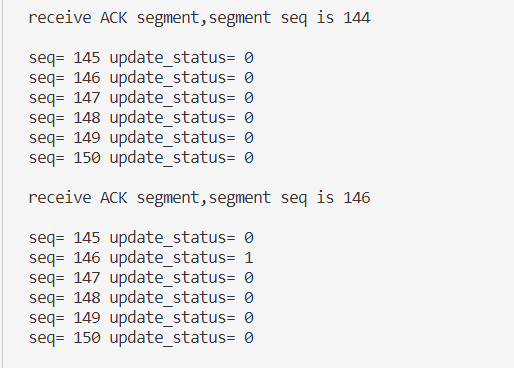 receive ACK segment,segment seq is 144
seq= 145 update_status= 0
seq= 146 update_status= 0
seq= 147 update_status= 0
seq= 148 update_status= 0
seq= 149 update_status= 0
seq= 150 update_status= 0
receive ACK segment,segment seq is 146
seq= 145 update_status= 0
seq= 146 update_status= 1
seq= 147 update_status= 0
seq= 148 update_status= 0
seq= 149 update_status= 0
seq= 150 update_status= 0